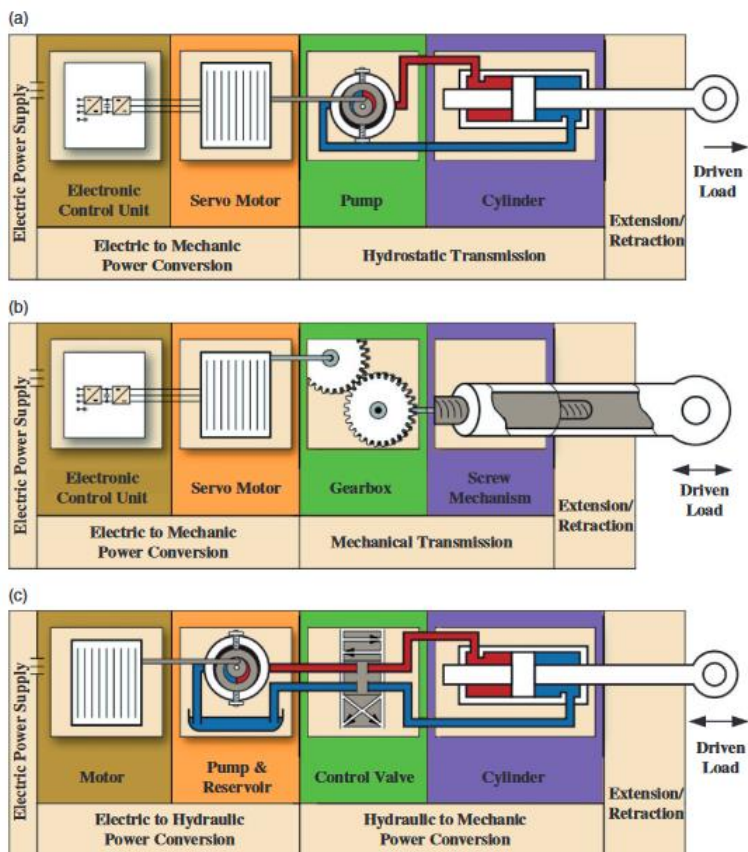 (a)
Electric Power Supply
Electronic
Control Unit
Servo Motor
Pump
Cylinder
Extension/
Retraction
Driven
Load
Electric to Mechanic
Power Conversion
Hydrostatic Transmission
(b)
Electric Power Supply
Electronic
Control Unit
Servo Motor
Gearbox
Screw
Mechanism
Extension/
Retraction
Driven
Load
Electric to Mechanic
Power Conversion
Mechanical Transmission
(c)
Electric Power Supply
Motor
Pump &
Reservoir
Control Valve
Cylinder
Extension/
Retraction
Driven
Load
Electric to Hydraulic
Power Conversion
Hydraulic to Mechanic
Power Conversion